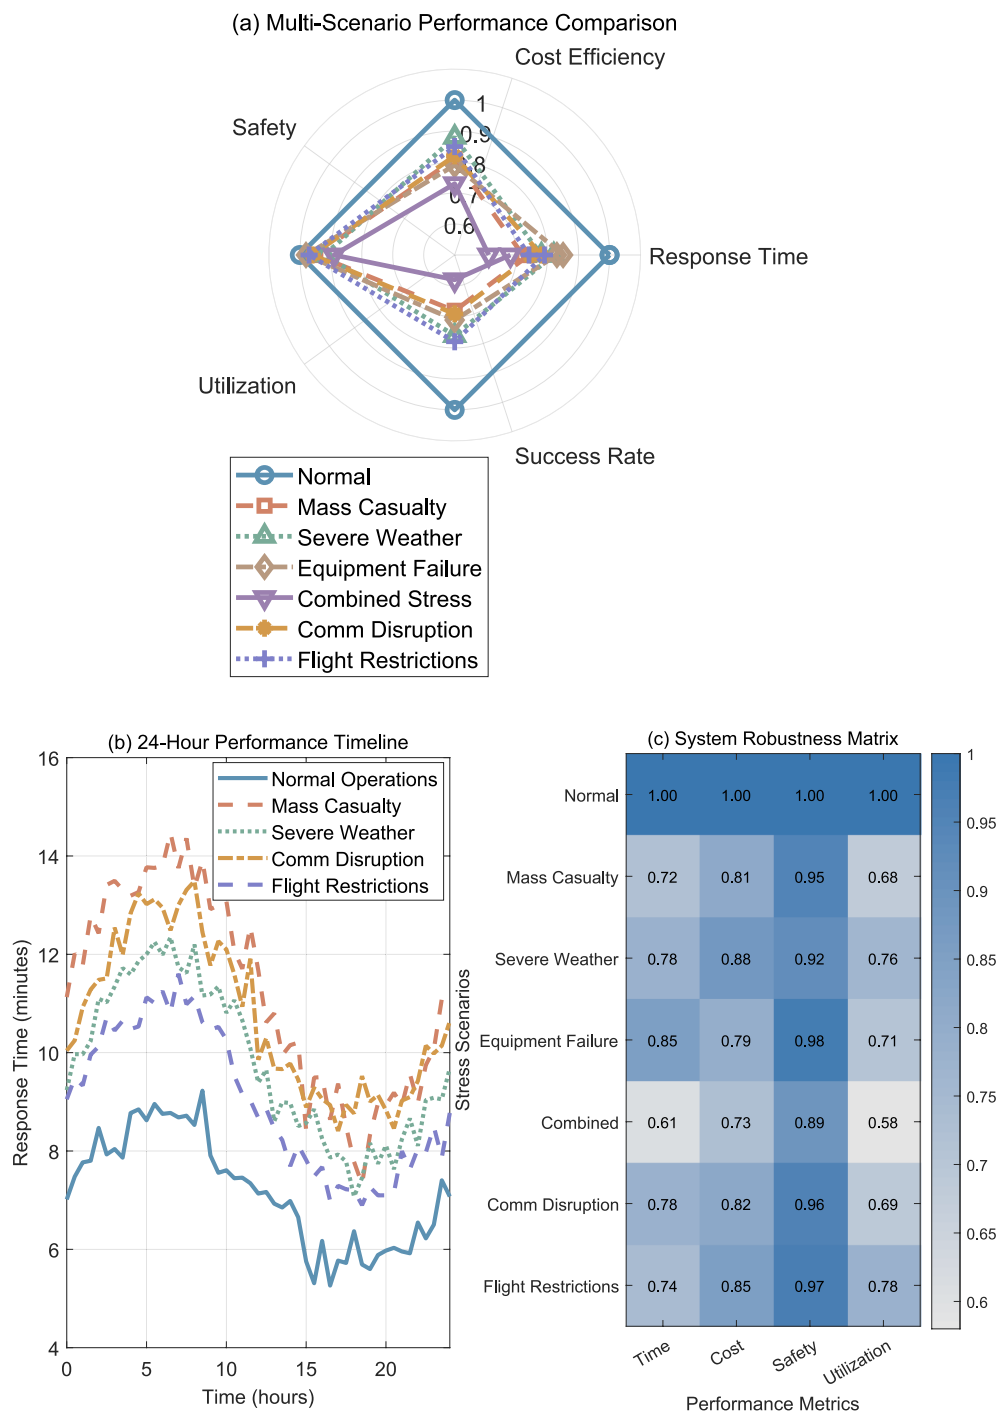 (a) Multi-Scenario Performance Comparison
Cost Efficiency
Safety
1
0.9
0.8
0.7
0.6
Response Time
Utilization
Success Rate
Normal
Mass Casualty
Severe Weather
Equipment Failure
Combined Stress
Comm Disruption
Flight Restrictions
(b) 24-Hour Performance Timeline
16
14
12
10
8
6
4
0 5 10 15 20
Response Time (minutes)
Time (hours)
Normal Operations
Mass Casualty
Severe Weather
Comm Disruption
Flight Restrictions
(c) System Robustness Matrix
Stress Scenarios
Normal 1.00 1.00 1.00 1.00
Mass Casualty 0.72 0.81 0.95 0.68
Severe Weather 0.78 0.88 0.92 0.76
Equipment Failure 0.85 0.79 0.98 0.71
Combined 0.61 0.73 0.89 0.58
Comm Disruption 0.78 0.82 0.96 0.69
Flight Restrictions 0.74 0.85 0.97 0.78
Time Cost Safety Utilization
Performance Metrics
1
0.95
0.9
0.85
0.8
0.75
0.7
0.65
0.6